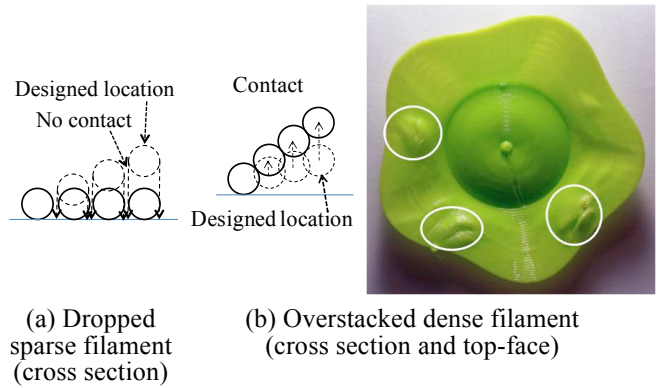 Designed location
No contact
Contact
Designed location
(a) Dropped
sparse filament
(cross section)
(b) Overstacked dense filament
(cross section and top-face)